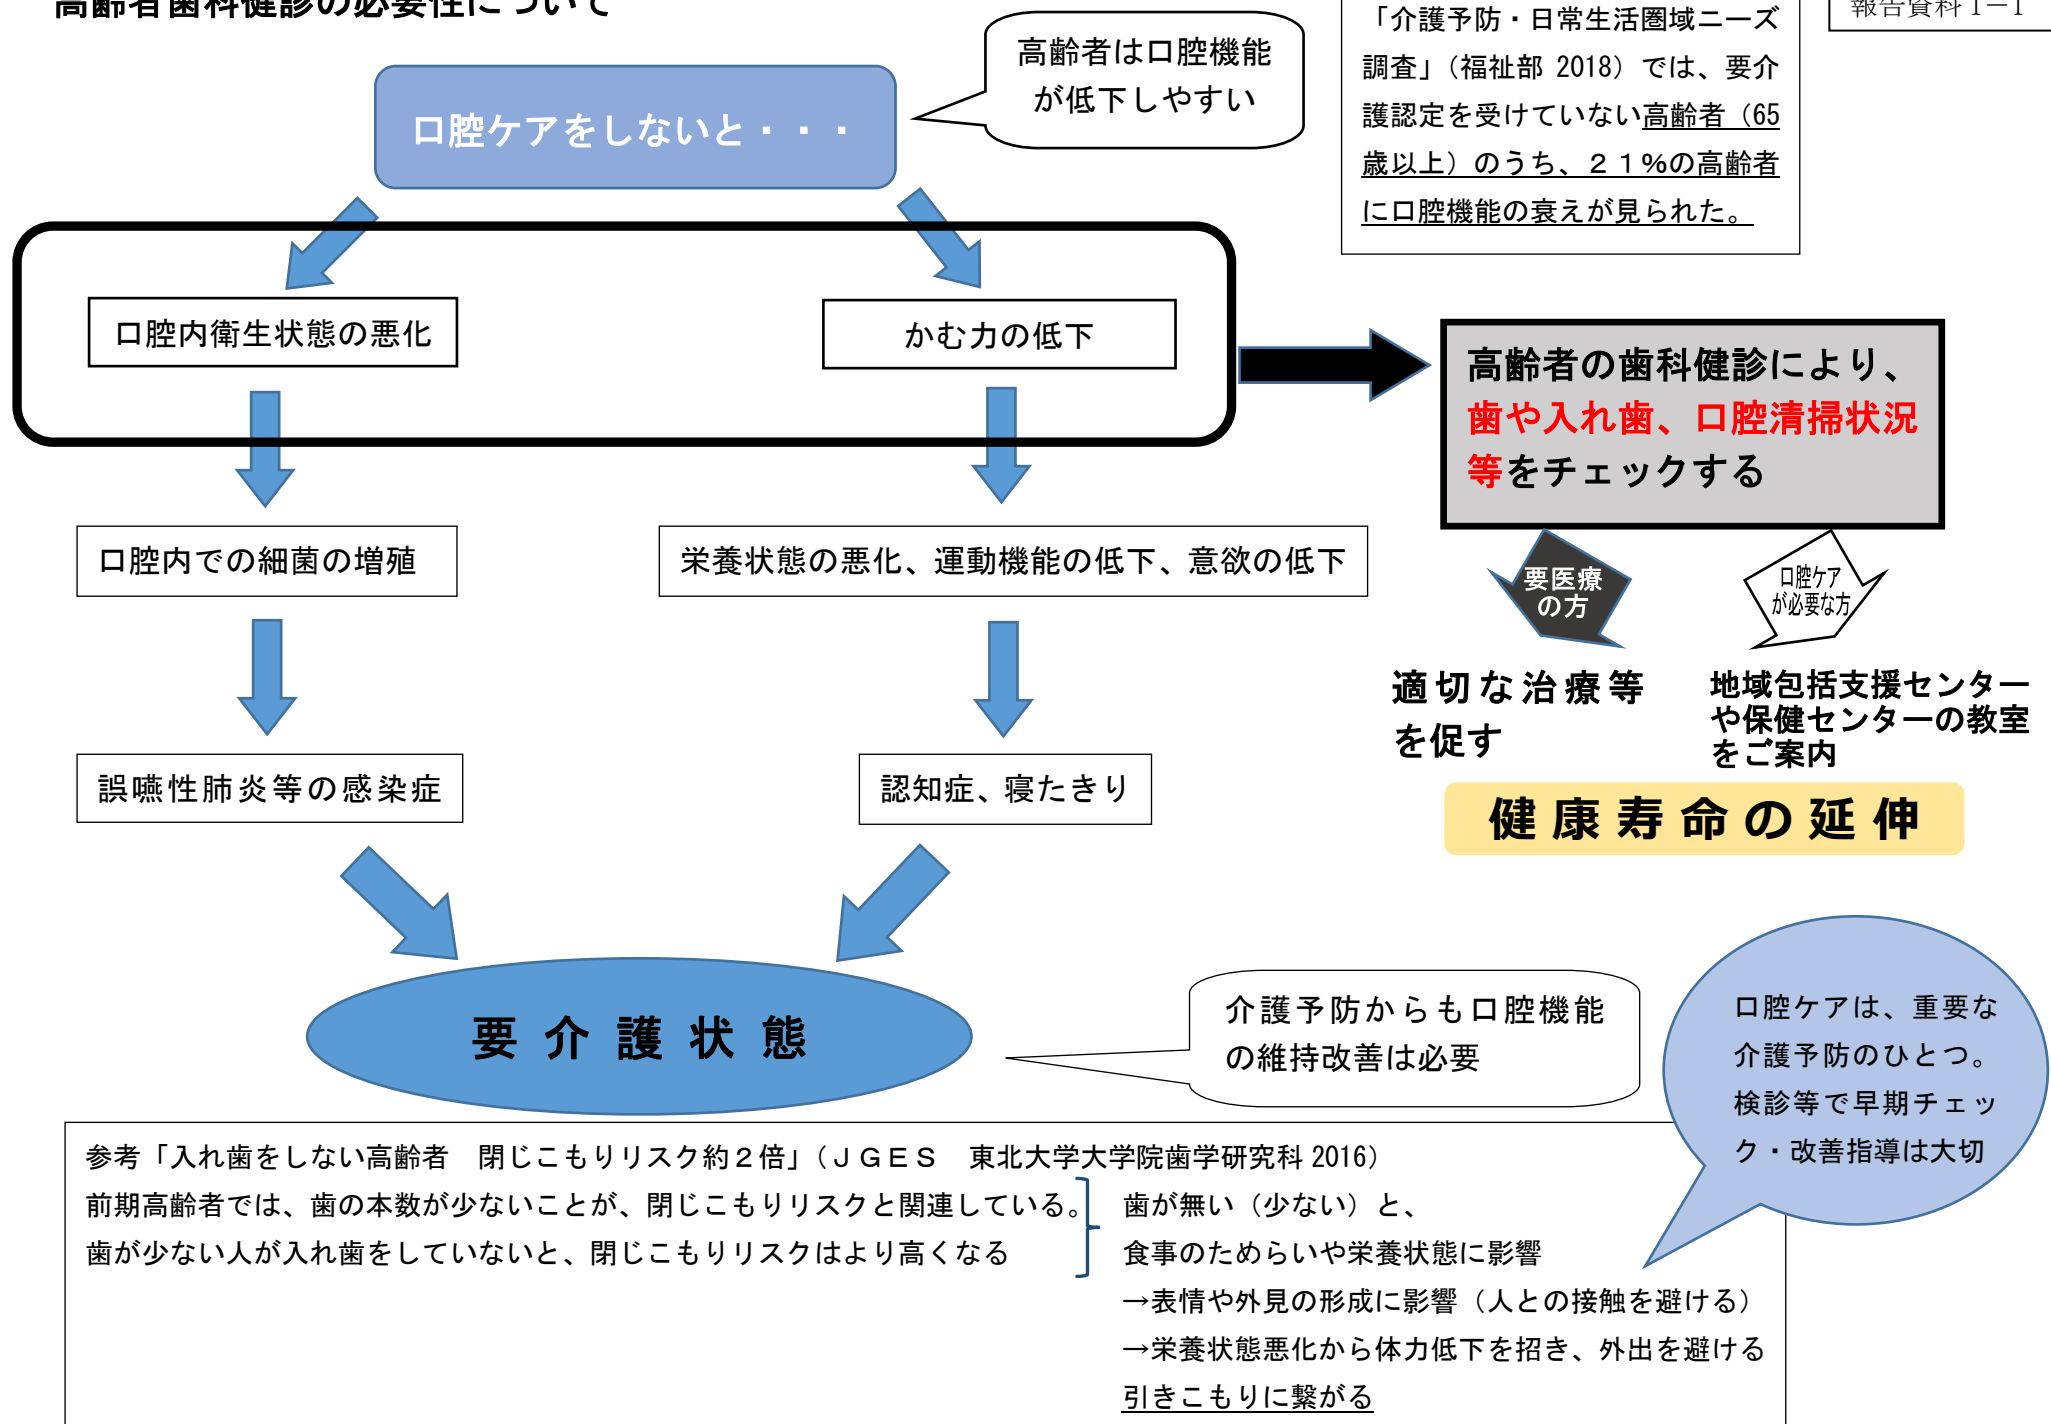 高齢者歯科健診の必要性について
報告資料1－1
「介護予防・日常生活圏域ニーズ
調査」（福祉部 2018）では、要介
護認定を受けていない高齢者（65
歳以上）のうち、２１％の高齢者
に口腔機能の衰えが見られた。
高齢者は口腔機能
が低下しやすい
口腔ケアをしないと・・・
口腔内衛生状態の悪化
かむ力の低下
高齢者の歯科健診により、
歯や入れ歯、口腔清掃状況
等をチェックする
口腔内での細菌の増殖
栄養状態の悪化、運動機能の低下、意欲の低下
要医療
の方
口腔ケア
が必要な方
適切な治療等
を促す
地域包括支援センター
や保健センターの教室
をご案内
誤嚥性肺炎等の感染症
認知症、寝たきり
健康寿命の延伸
要介護状態
介護予防からも口腔機能
の維持改善は必要
口腔ケアは、重要な
介護予防のひとつ。
検診等で早期チェッ
ク・改善指導は大切
参考「入れ歯をしない高齢者　閉じこもりリスク約２倍」（ＪＧＥＳ　東北大学大学院歯学研究科 2016）
前期高齢者では、歯の本数が少ないことが、閉じこもりリスクと関連している。
歯が少ない人が入れ歯をしていないと、閉じこもりリスクはより高くなる
歯が無い（少ない）と、
食事のためらいや栄養状態に影響
→表情や外見の形成に影響（人との接触を避ける）
→栄養状態悪化から体力低下を招き、外出を避ける
引きこもりに繋がる